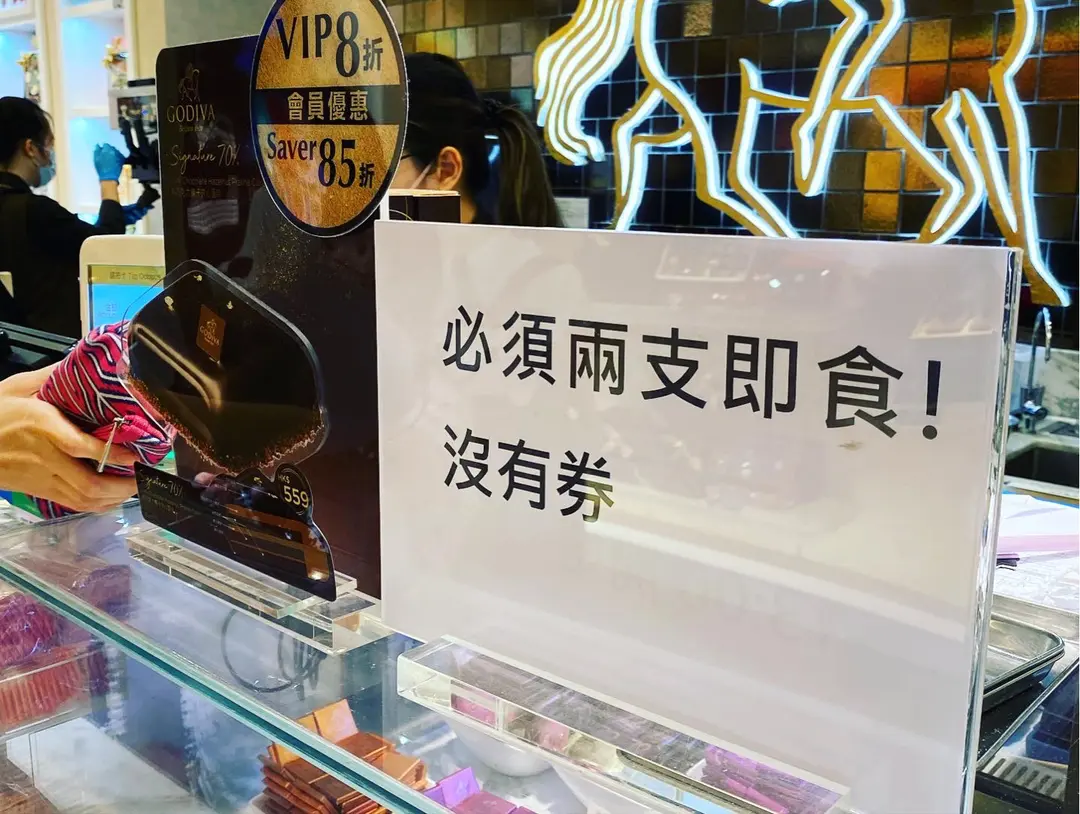 VIP8折
會員優惠
Saver85折
GODIVA
Signature 70%
GODIVA
HK$
559
必須兩支即食!
沒有券